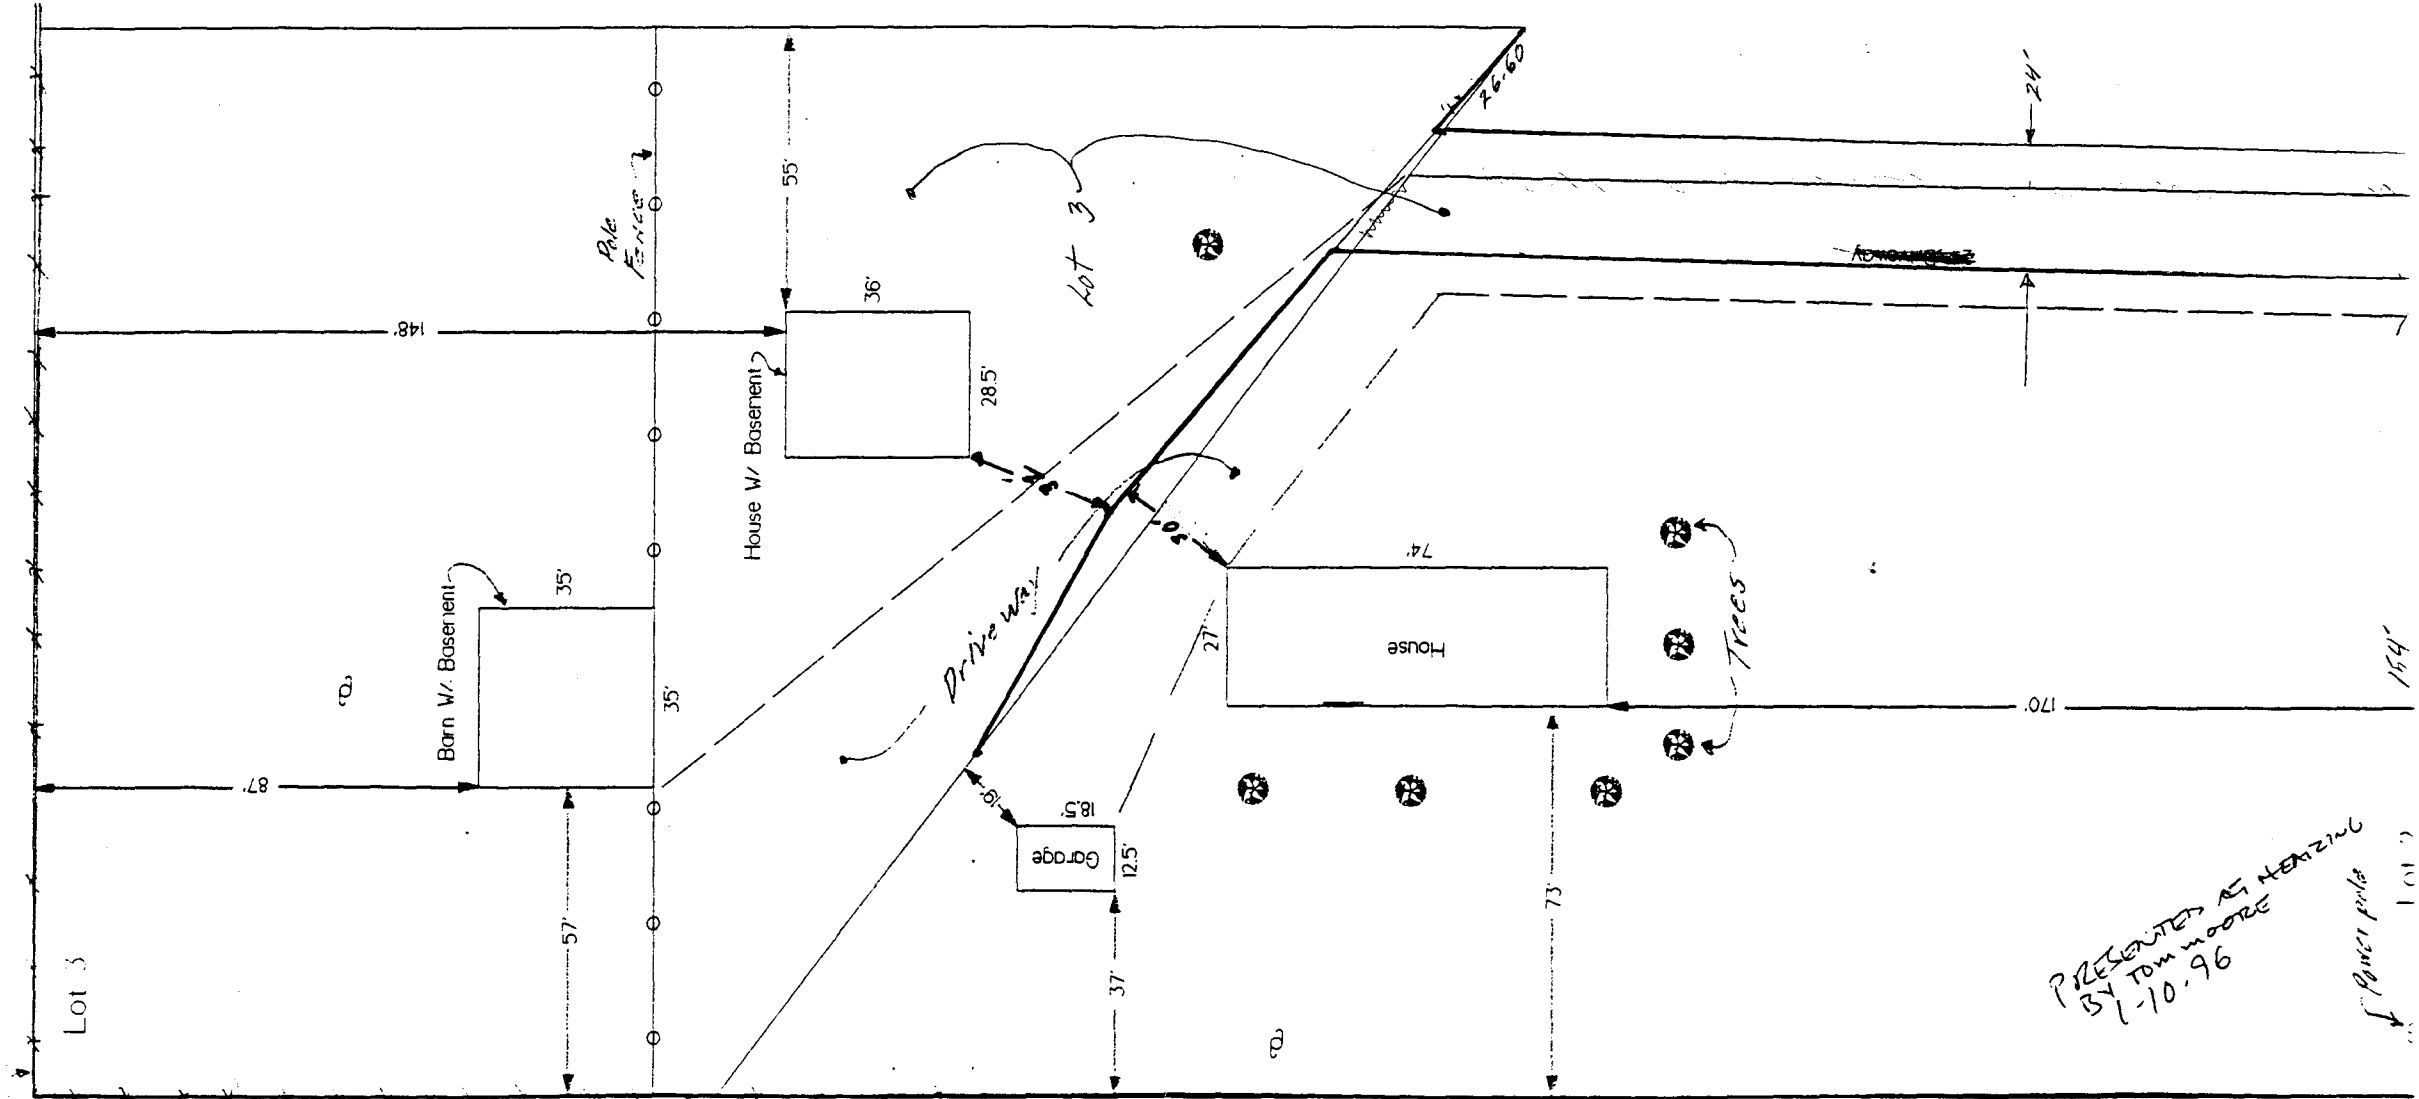 26.60
24'
55'
Pole
Fence
Lot 3
36'
148'
28.5'
House W/ Basement
Barn W/ Basement
35'
35'
87'
Drive way
30'
74'
27'
House
Trees
170'
154'
19'
18.5'
Garage
12.5'
57'
37'
73'
Lot 3
PRESENTED AT HEARING
BY TOM MOORE
1-10-96
Power pole